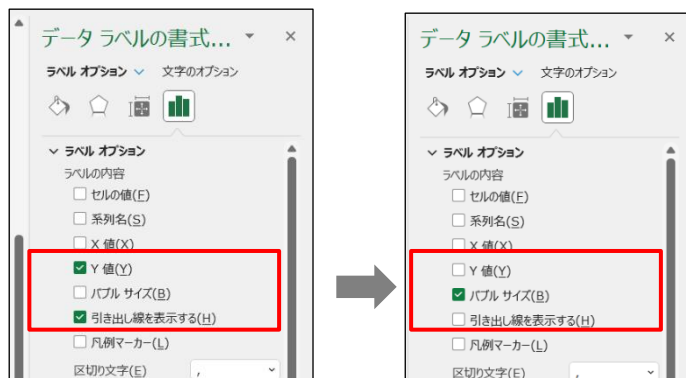 データ ラベルの書式...
ラベル オプション 文字のオプション
ラベル オプション
ラベルの内容
セルの値(F)
系列名(S)
X 値(X)
Y 値(Y)
バブル サイズ(B)
引き出し線を表示する(H)
凡例マーカー(L)
区切り文字(E) ,
データ ラベルの書式...
ラベル オプション 文字のオプション
ラベル オプション
ラベルの内容
セルの値(F)
系列名(S)
X 値(X)
Y 値(Y)
バブル サイズ(B)
引き出し線を表示する(H)
凡例マーカー(L)
区切り文字(E) ,